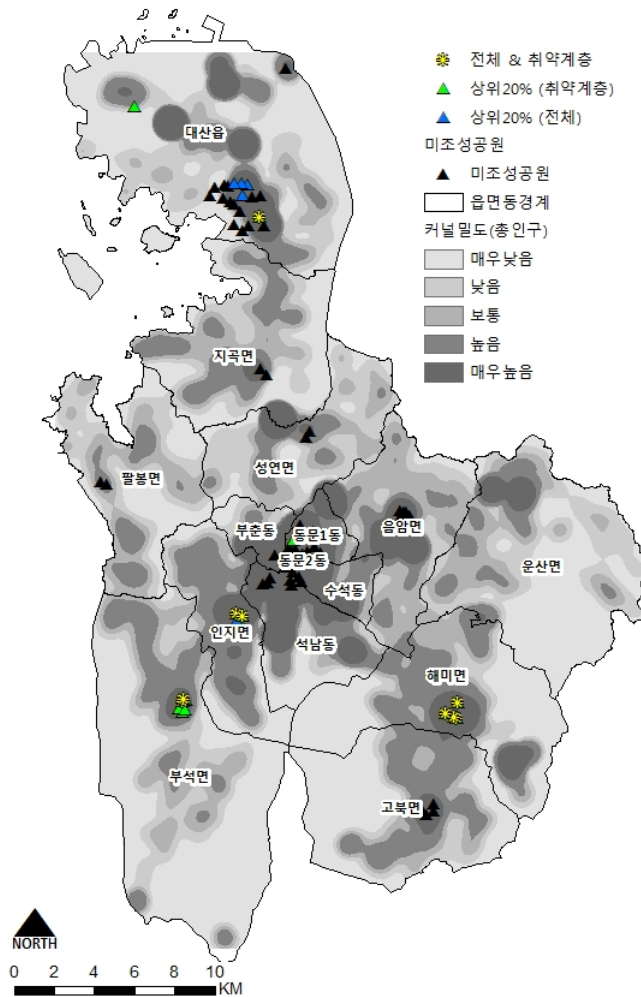 전체 & 취약계층
상위20% (취약계층)
상위20% (전체)
미조성공원
미조성공원
읍면동경계
커널밀도(총인구)
매우낮음
낮음
보통
높음
매우높음
대산읍
지곡면
성연면
팔봉면
부춘동
동문1동
음암면
동문2동
운산면
수석동
인지면
석남동
해미면
부석면
고북면
NORTH
0 2 4 6 8 10
KM